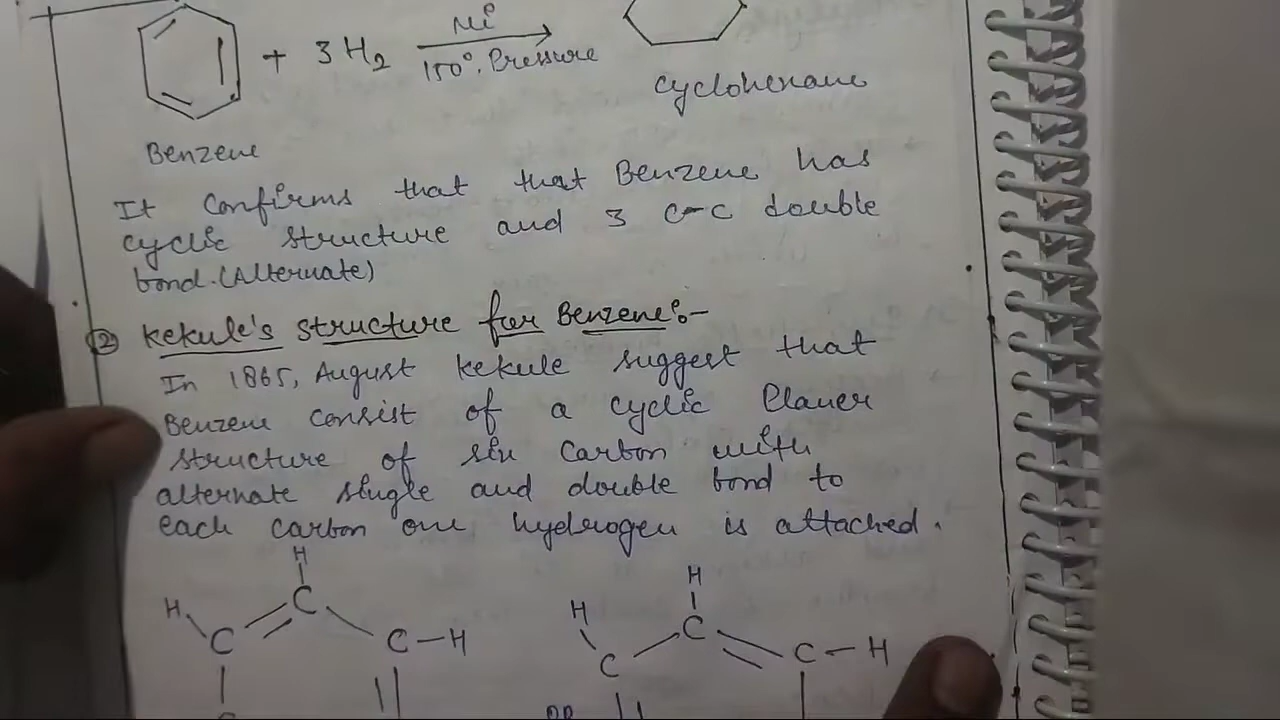 + 3 H2 Ni
150°. Pressure
Cyclohexane
Benzene
It confirms that that Benzene has
cyclic structure and 3 C-C double
bond. (Alternate)
② Kekule's structure for Benzene:-
In 1865, August Kekule suggest that
Benzene consist of a cyclic Planer
structure of six Carbon with
alternate single and double bond to
each carbon one hydrogen is attached.
H H
H C H C
C C-H C C-H
OR